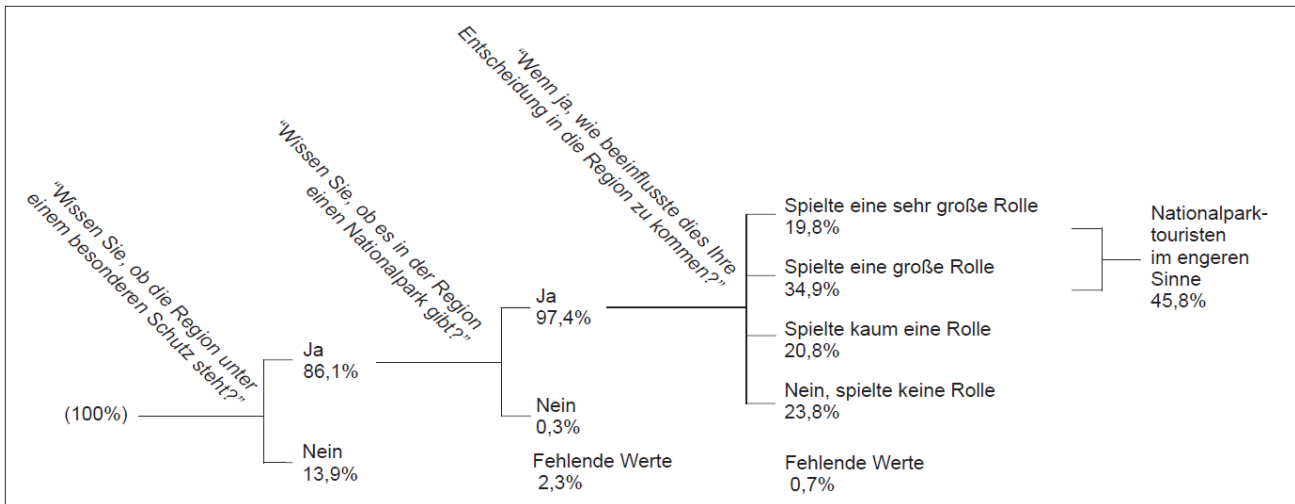 “Wissen Sie, ob die Region unter
einem besonderen Schutz steht?”
“Wissen Sie, ob es in der Region
einen Nationalpark gibt?”
“Wenn ja, wie beeinflusste dies Ihre
Entscheidung in die Region zu kommen?”
(100%)
Ja
86,1%
Nein
13,9%
Ja
97,4%
Nein
0,3%
Fehlende Werte
2,3%
Spielte eine sehr große Rolle
19,8%
Spielte eine große Rolle
34,9%
Spielte kaum eine Rolle
20,8%
Nein, spielte keine Rolle
23,8%
Fehlende Werte
0,7%
Nationalpark-
touristen
im engeren
Sinne
45,8%